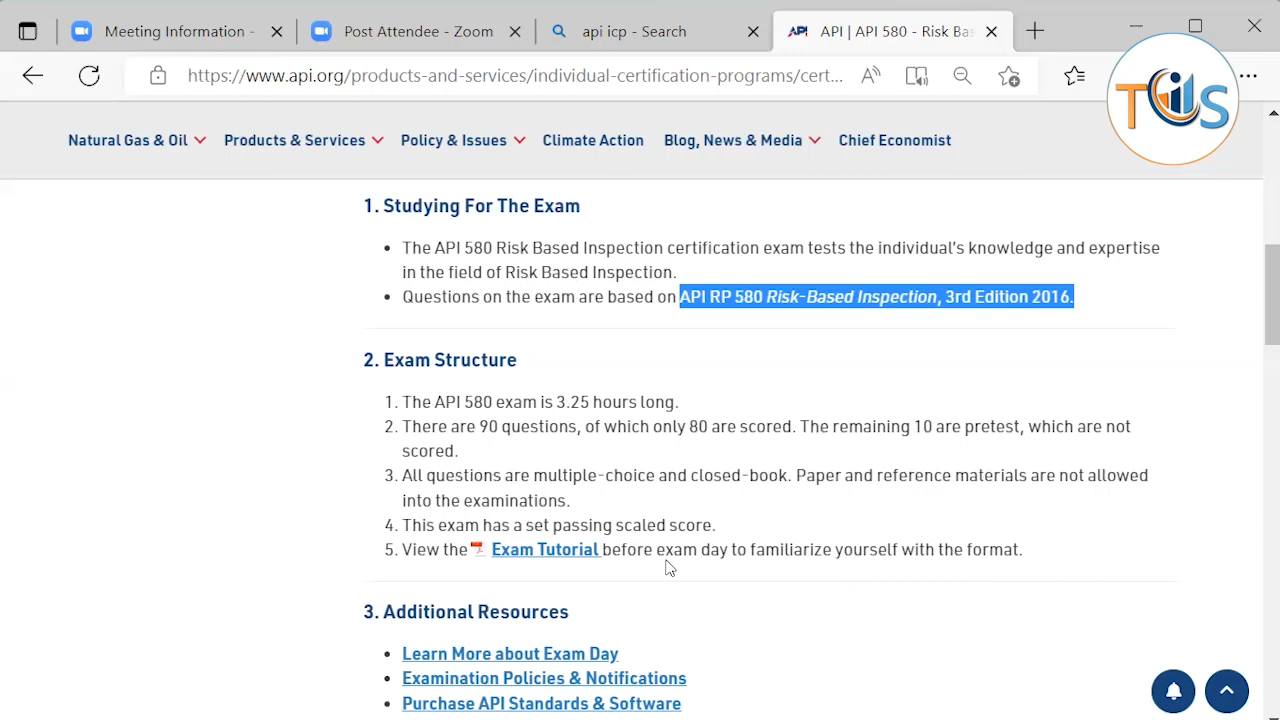 Meeting Information -
Post Attendee - Zoom
api icp - Search
API | API 580 - Risk Bas
https://www.api.org/products-and-services/individual-certification-programs/cert...
TCILS
Natural Gas & Oil
Products & Services
Policy & Issues
Climate Action
Blog, News & Media
Chief Economist
1. Studying For The Exam
• The API 580 Risk Based Inspection certification exam tests the individual's knowledge and expertise
in the field of Risk Based Inspection.
• Questions on the exam are based on API RP 580 Risk-Based Inspection, 3rd Edition 2016.
2. Exam Structure
1. The API 580 exam is 3.25 hours long.
2. There are 90 questions, of which only 80 are scored. The remaining 10 are pretest, which are not
scored.
3. All questions are multiple-choice and closed-book. Paper and reference materials are not allowed
into the examinations.
4. This exam has a set passing scaled score.
5. View the Exam Tutorial before exam day to familiarize yourself with the format.
3. Additional Resources
• Learn More about Exam Day
• Examination Policies & Notifications
• Purchase API Standards & Software